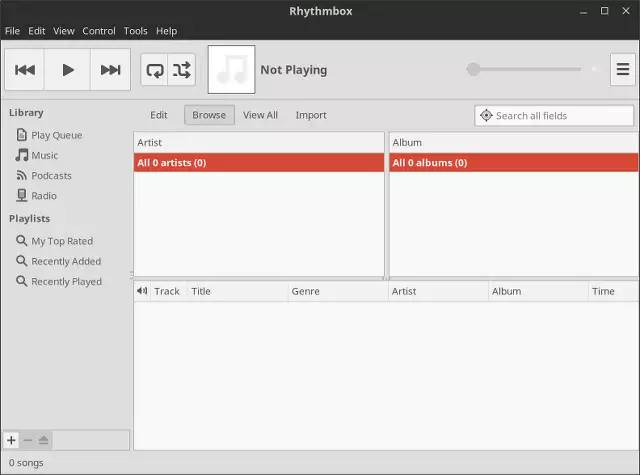 Rhythmbox
File Edit View Control Tools Help
Not Playing
Library
Play Queue
Music
Podcasts
Radio
Playlists
My Top Rated
Recently Added
Recently Played
Edit Browse View All Import
Search all fields
Artist Album
All 0 artists (0) All 0 albums (0)
Track Title Genre Artist Album Time
0 songs